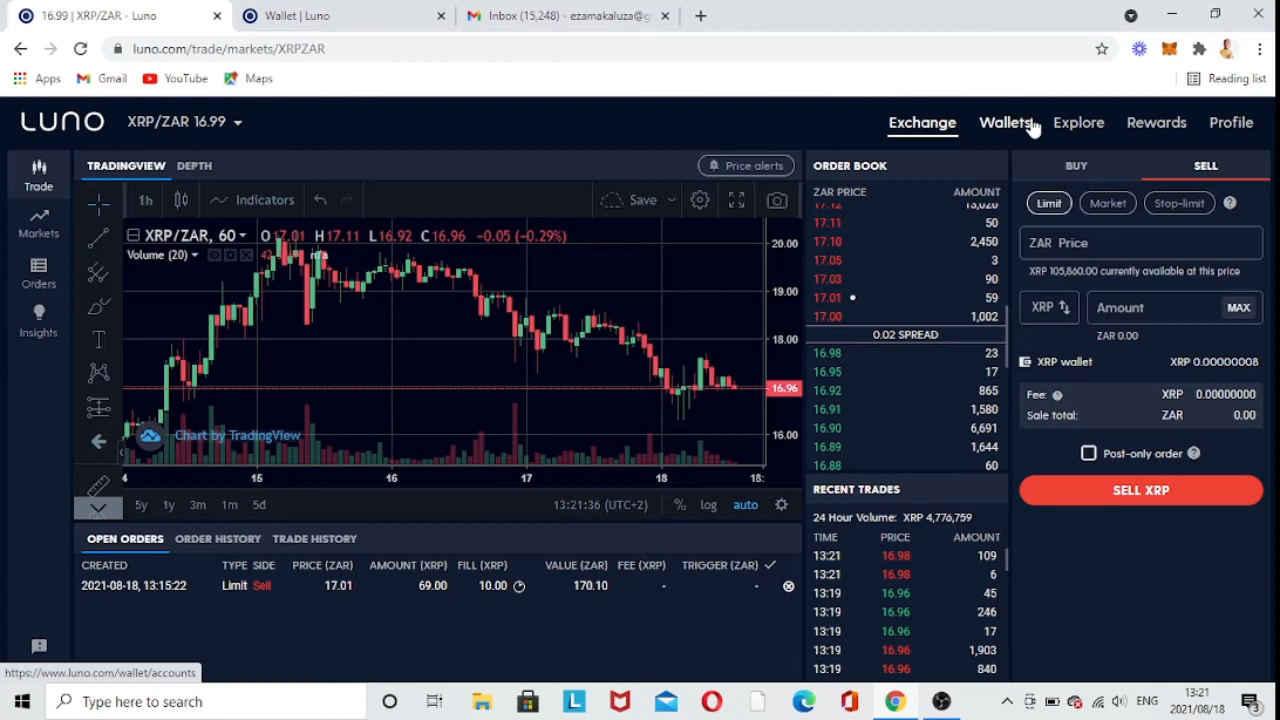 16.99 | XRP/ZAR - Luno
Wallet | Luno
Inbox (15,248) - ezamakaluza@g
luno.com/trade/markets/XRPZAR
Apps
Gmail
YouTube
Maps
Reading list
LUNO
XRP/ZAR 16.99
Exchange
Wallets
Explore
Rewards
Profile
Trade
Markets
Orders
Insights
TRADINGVIEW
DEPTH
Price alerts
1h
Indicators
Save
XRP/ZAR, 60
O17.01 H17.11 L16.92 C16.96 -0.05 (-0.29%)
Volume (20)
n/a
20.00
19.00
18.00
16.96
16.00
Chart by TradingView
4 15 16 17 18 18:
5y 1y 3m 1m 5d
13:21:36 (UTC+2)
% log auto
OPEN ORDERS
ORDER HISTORY
TRADE HISTORY
CREATED TYPE SIDE PRICE (ZAR) AMOUNT (XRP) FILL (XRP) VALUE (ZAR) FEE (XRP) TRIGGER (ZAR)
2021-08-18, 13:15:22 Limit Sell 17.01 69.00 10.00 170.10 - -
ORDER BOOK
ZAR PRICE AMOUNT
17.12 13,020
17.11 50
17.10 2,450
17.05 3
17.03 90
17.01 59
17.00 1,002
0.02 SPREAD
16.98 23
16.95 17
16.92 865
16.91 1,580
16.90 6,691
16.89 1,644
16.88 60
RECENT TRADES
24 Hour Volume: XRP 4,776,759
TIME PRICE AMOUNT
13:21 16.98 109
13:21 16.98 6
13:19 16.96 45
13:19 16.96 246
13:19 16.96 17
13:19 16.96 1,903
13:19 16.96 840
BUY
SELL
Limit
Market
Stop-limit
ZAR Price
XRP 105,860.00 currently available at this price
XRP
Amount
MAX
ZAR 0.00
XRP wallet XRP 0.00000008
Fee: XRP 0.00000000
Sale total: ZAR 0.00
Post-only order
SELL XRP
https://www.luno.com/wallet/accounts
Type here to search
ENG
13:21
2021/08/18
3